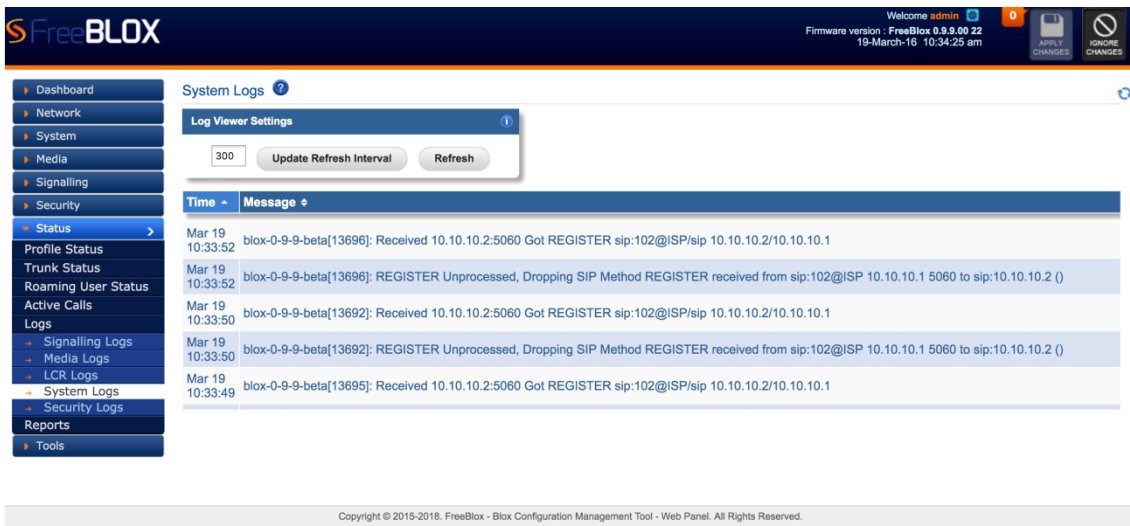 SFreeBLOX
Welcome admin
Firmware version : FreeBlox 0.9.9.00 22
19-March-16 10:34:25 am
0
APPLY
CHANGES
IGNORE
CHANGES
Dashboard
Network
System
Media
Signalling
Security
Status
Profile Status
Trunk Status
Roaming User Status
Active Calls
Logs
Signalling Logs
Media Logs
LCR Logs
System Logs
Security Logs
Reports
Tools
System Logs ?
Log Viewer Settings i
300 Update Refresh Interval Refresh
Time Message
Mar 19
10:33:52
blox-0-9-9-beta[13696]: Received 10.10.10.2:5060 Got REGISTER sip:102@ISP/sip 10.10.10.2/10.10.10.1
Mar 19
10:33:52
blox-0-9-9-beta[13696]: REGISTER Unprocessed, Dropping SIP Method REGISTER received from sip:102@ISP 10.10.10.1 5060 to sip:10.10.10.2 ()
Mar 19
10:33:50
blox-0-9-9-beta[13692]: Received 10.10.10.2:5060 Got REGISTER sip:102@ISP/sip 10.10.10.2/10.10.10.1
Mar 19
10:33:50
blox-0-9-9-beta[13692]: REGISTER Unprocessed, Dropping SIP Method REGISTER received from sip:102@ISP 10.10.10.1 5060 to sip:10.10.10.2 ()
Mar 19
10:33:49
blox-0-9-9-beta[13695]: Received 10.10.10.2:5060 Got REGISTER sip:102@ISP/sip 10.10.10.2/10.10.10.1
Copyright © 2015-2018. FreeBlox - Blox Configuration Management Tool - Web Panel. All Rights Reserved.